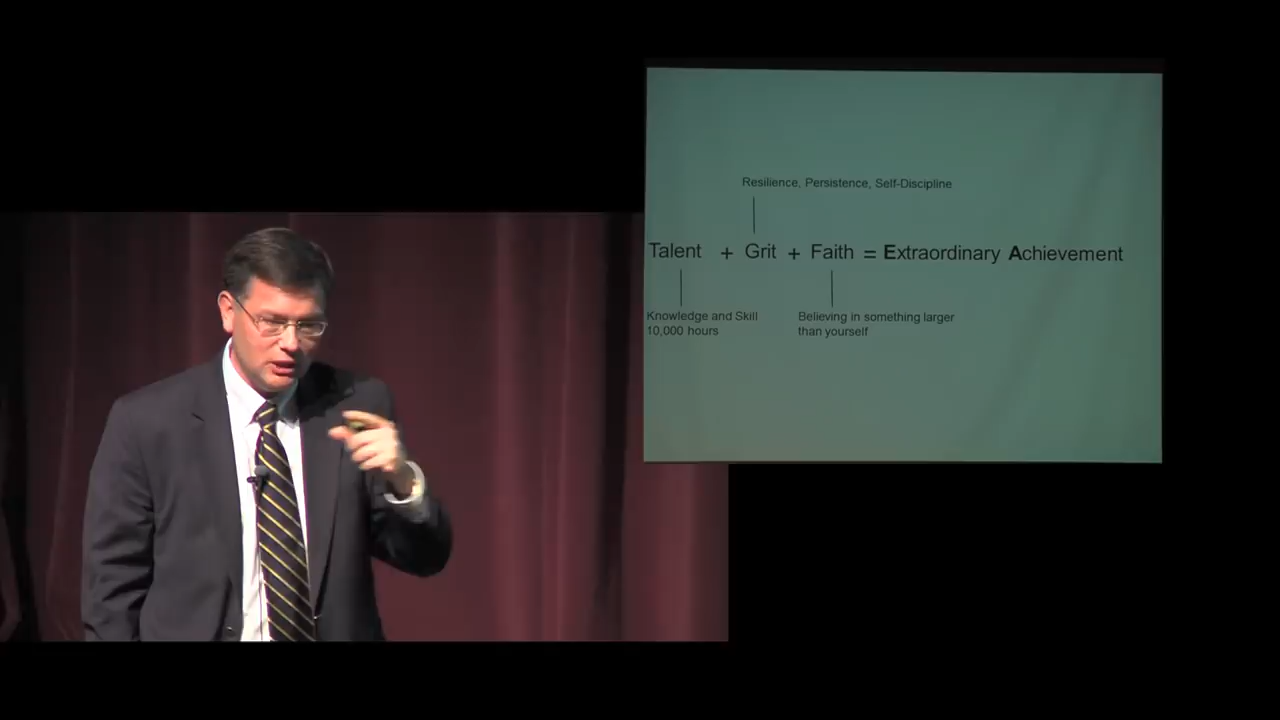 Resilience, Persistence, Self-Discipline
Talent + Grit + Faith = Extraordinary Achievement
Knowledge and Skill
10,000 hours
Believing in something larger
than yourself